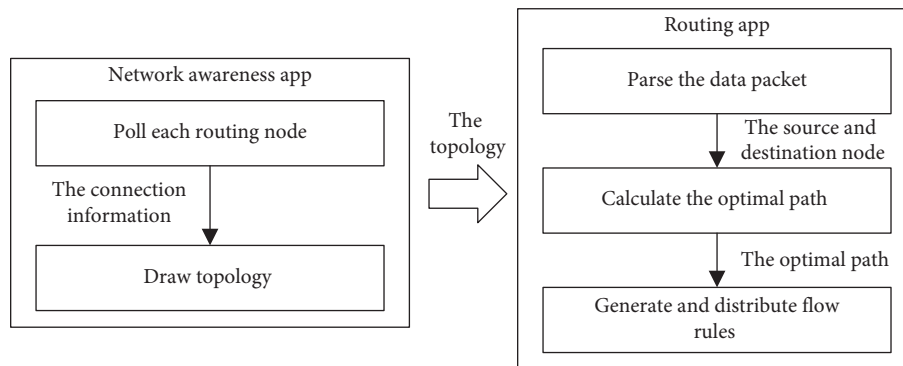 Network awareness app
Poll each routing node
The connection
information
Draw topology
The
topology
Routing app
Parse the data packet
The source and
destination node
Calculate the optimal path
The optimal path
Generate and distribute flow
rules